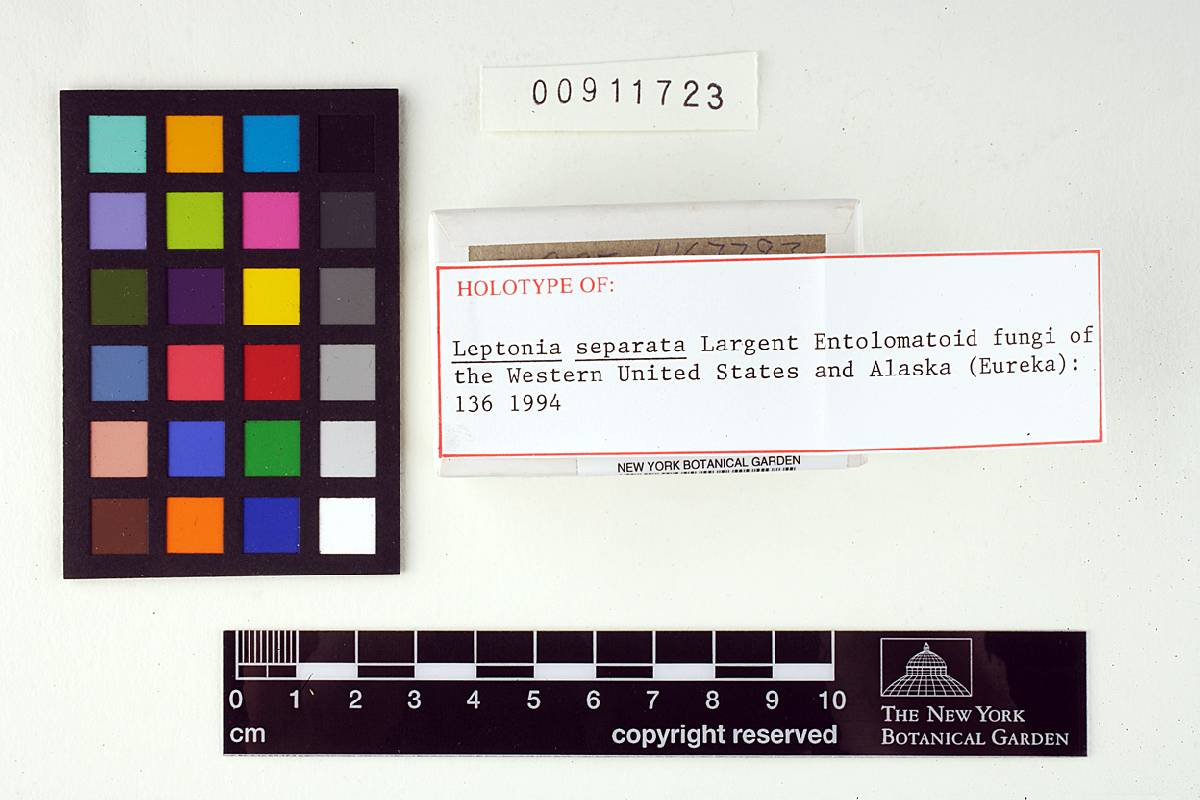 00911723
HOLOTYPE OF:
Leptonia separata Largent Entolomatoid fungi of
the Western United States and Alaska (Eureka):
136 1994
NEW YORK BOTANICAL GARDEN
0 1 2 3 4 5 6 7 8 9 10
cm
copyright reserved
THE NEW YORK
BOTANICAL GARDEN